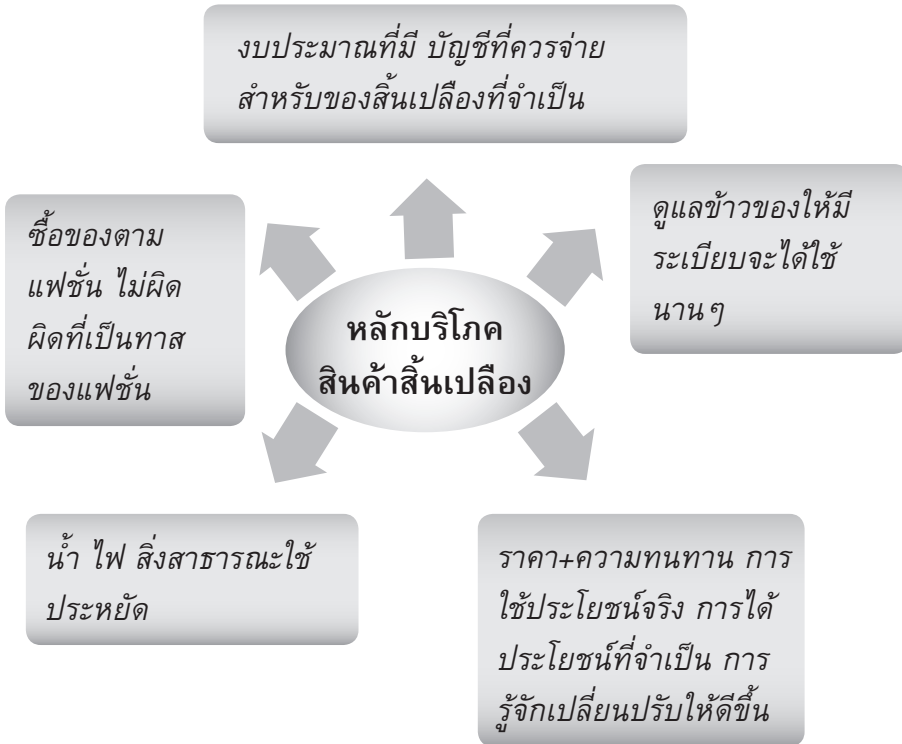 งบประมาณที่มี บัญชีที่ควรจ่าย
สำหรับของสิ้นเปลืองที่จำเป็น
ซื้อของตาม
แฟชั่น ไม่ผิด
ผิดที่เป็นทาส
ของแฟชั่น
ดูแลข้าวของให้มี
ระเบียบจะได้ใช้
นานๆ
หลักบริโภค
สินค้าสิ้นเปลือง
น้ำ ไฟ สิ่งสาธารณะใช้
ประหยัด
ราคา+ความทนทาน การ
ใช้ประโยชน์จริง การได้
ประโยชน์ที่จำเป็น การ
รู้จักเปลี่ยนปรับให้ดีขึ้น